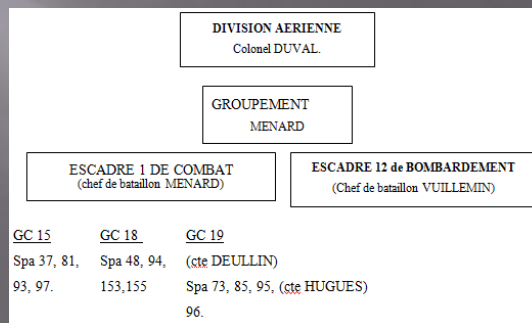 DIVISION AERIENNE
Colonel DUVAL.
GROUPEMENT
MENARD
ESCADRE 1 DE COMBAT
(chef de bataillon MENARD)
ESCADRE 12 de BOMBARDEMENT
(Chef de bataillon VUILLEMIN)
GC 15
Spa 37, 81,
93, 97.
GC 18
Spa 48, 94,
153,155
GC 19
(cte DEULLIN)
Spa 73, 85, 95, (cte HUGUES)
96.